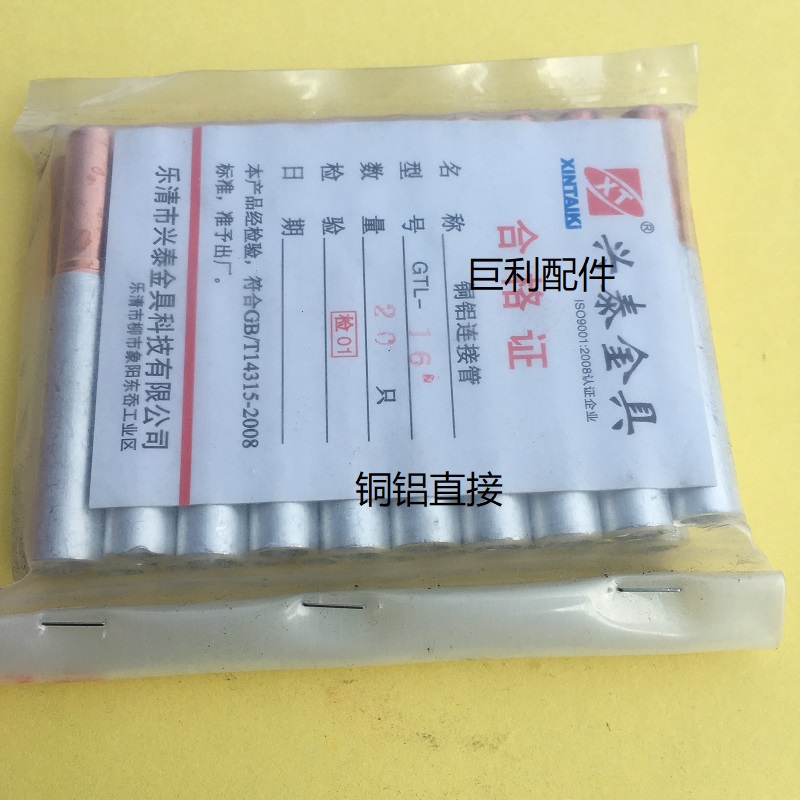 XT
®
XINTAIKI
兴泰金具
ISO9001:2008认证企业
合格证
名称 铜铝连接管
型号 GTL-16
数量 20 只
检验 检01
日期
本产品经检验，符合GB/T14315-2008
标准，准予出厂。
乐清市兴泰金具科技有限公司
乐清市柳市象阳东岙工业区
巨利配件
铜铝直接